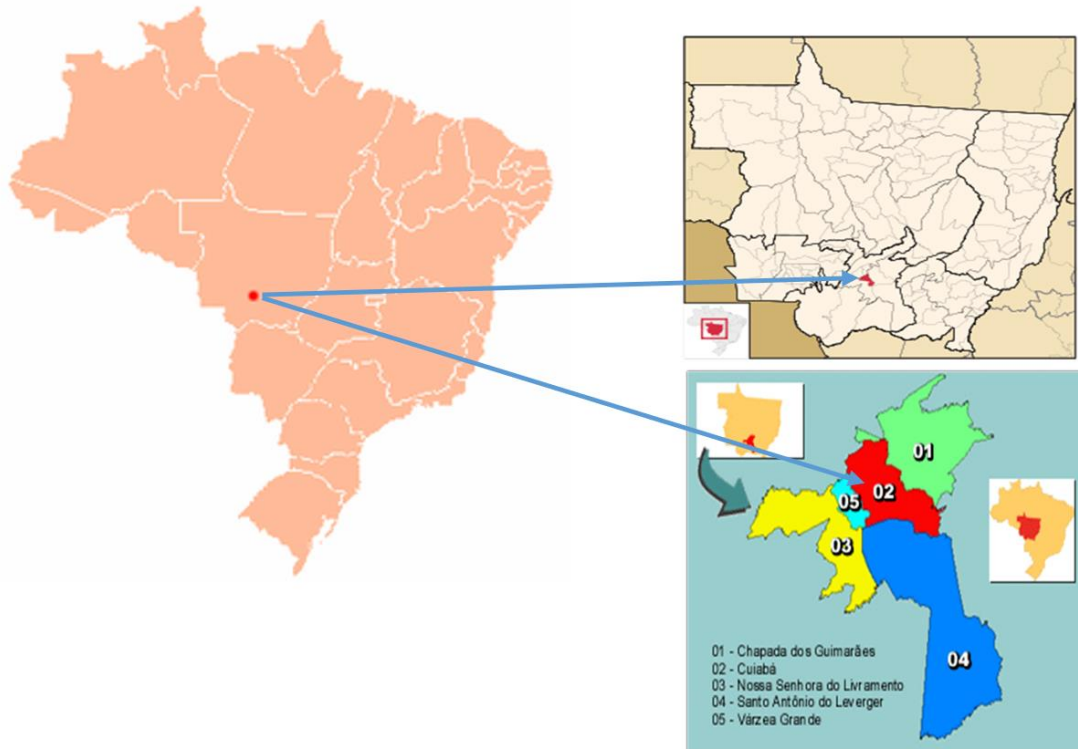 01
02
05
03
04
01 - Chapada dos Guimarães
02 - Cuiabá
03 - Nossa Senhora do Livramento
04 - Santo Antônio do Leverger
05 - Várzea Grande